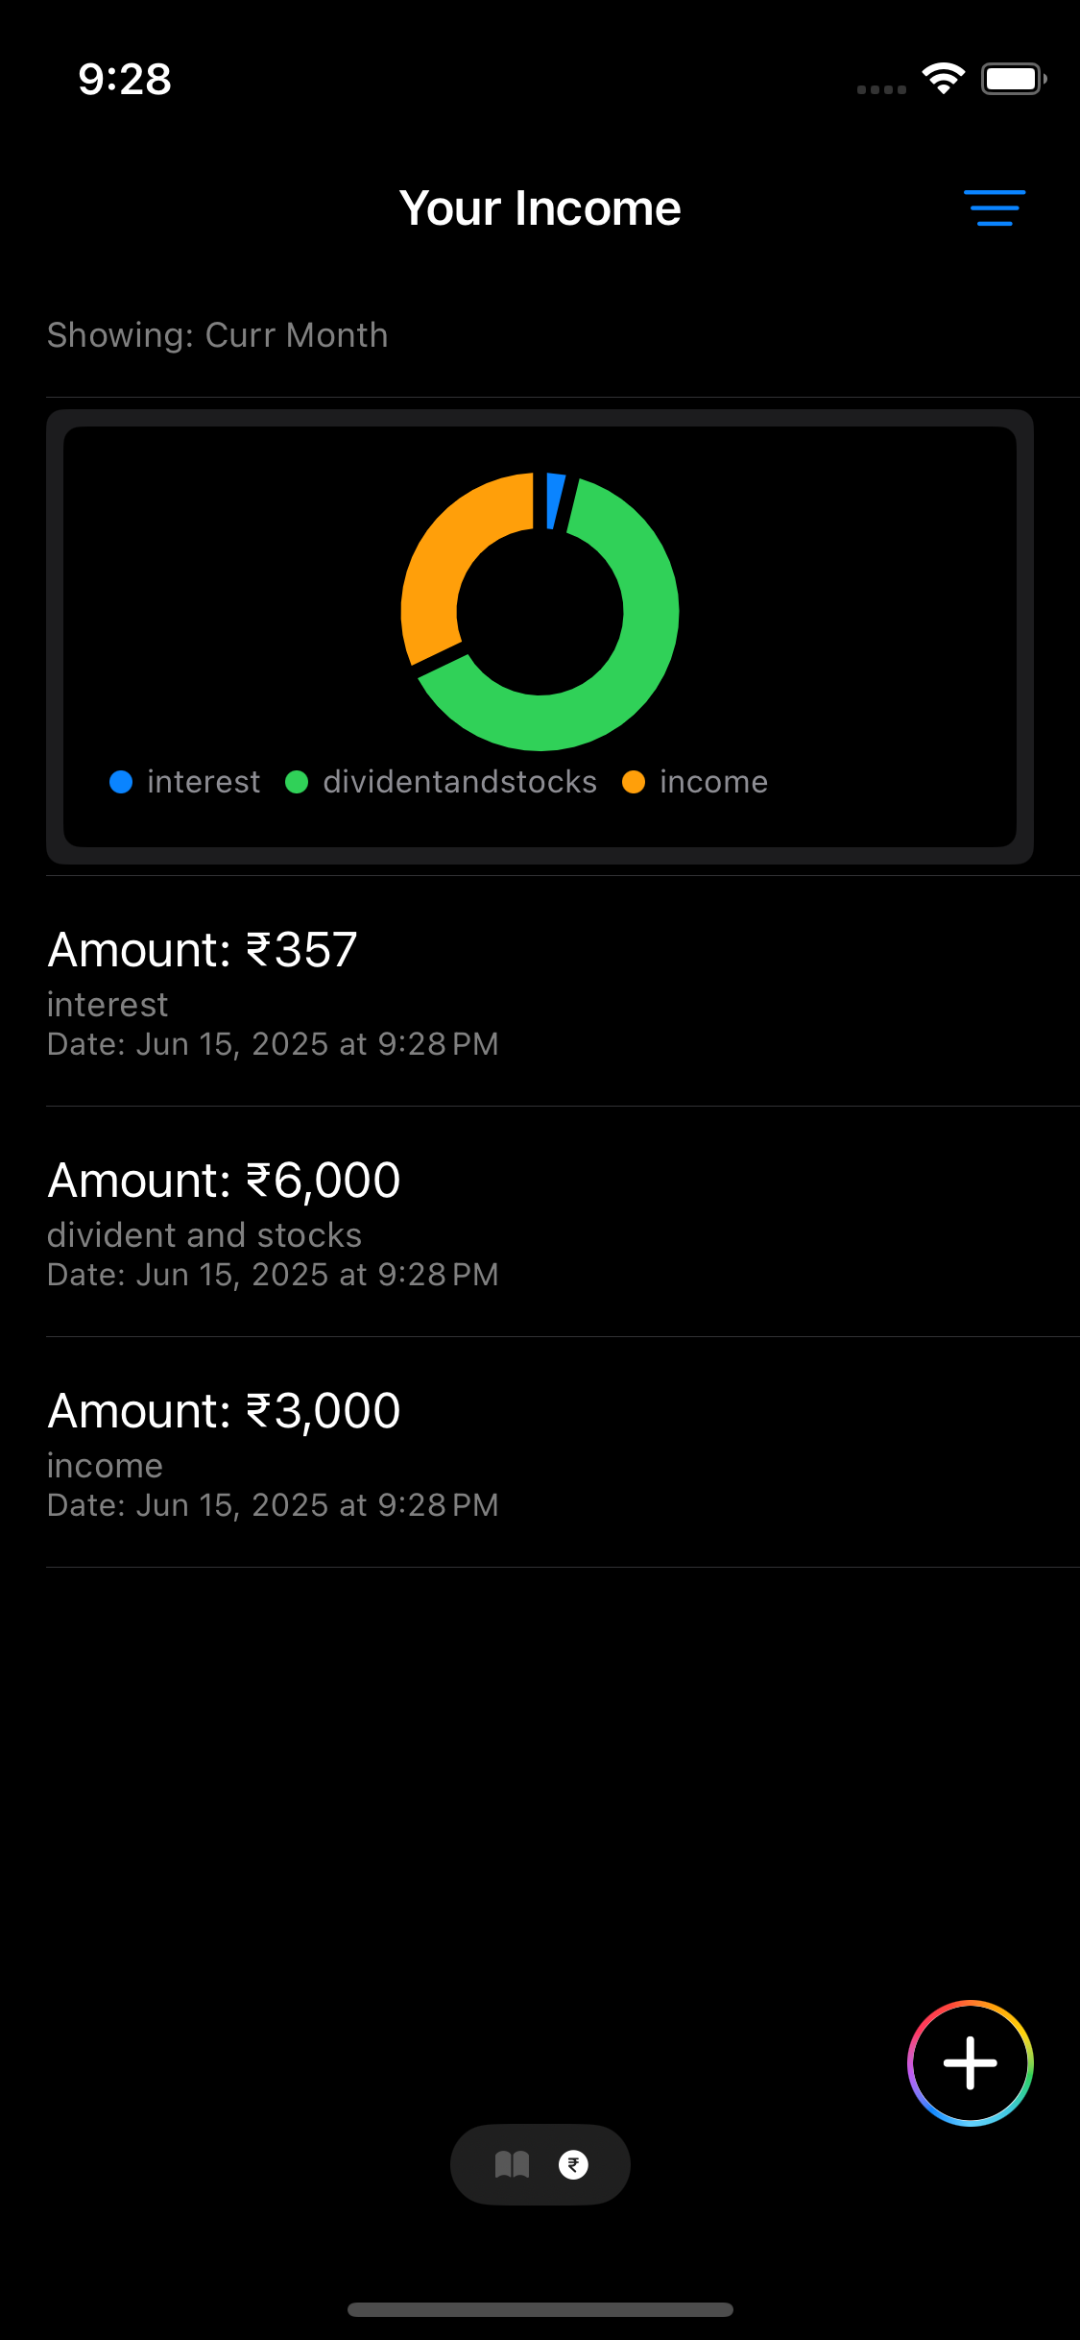 9:28
Your Income
Showing: Curr Month
interest dividentandstocks income
Amount: ₹357
interest
Date: Jun 15, 2025 at 9:28 PM
Amount: ₹6,000
divident and stocks
Date: Jun 15, 2025 at 9:28 PM
Amount: ₹3,000
income
Date: Jun 15, 2025 at 9:28 PM
₹